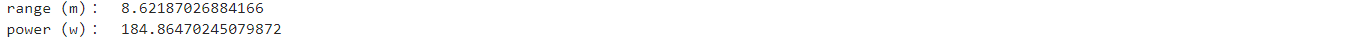 range (m)： 8.62187026884166
power (w)： 184.86470245079872